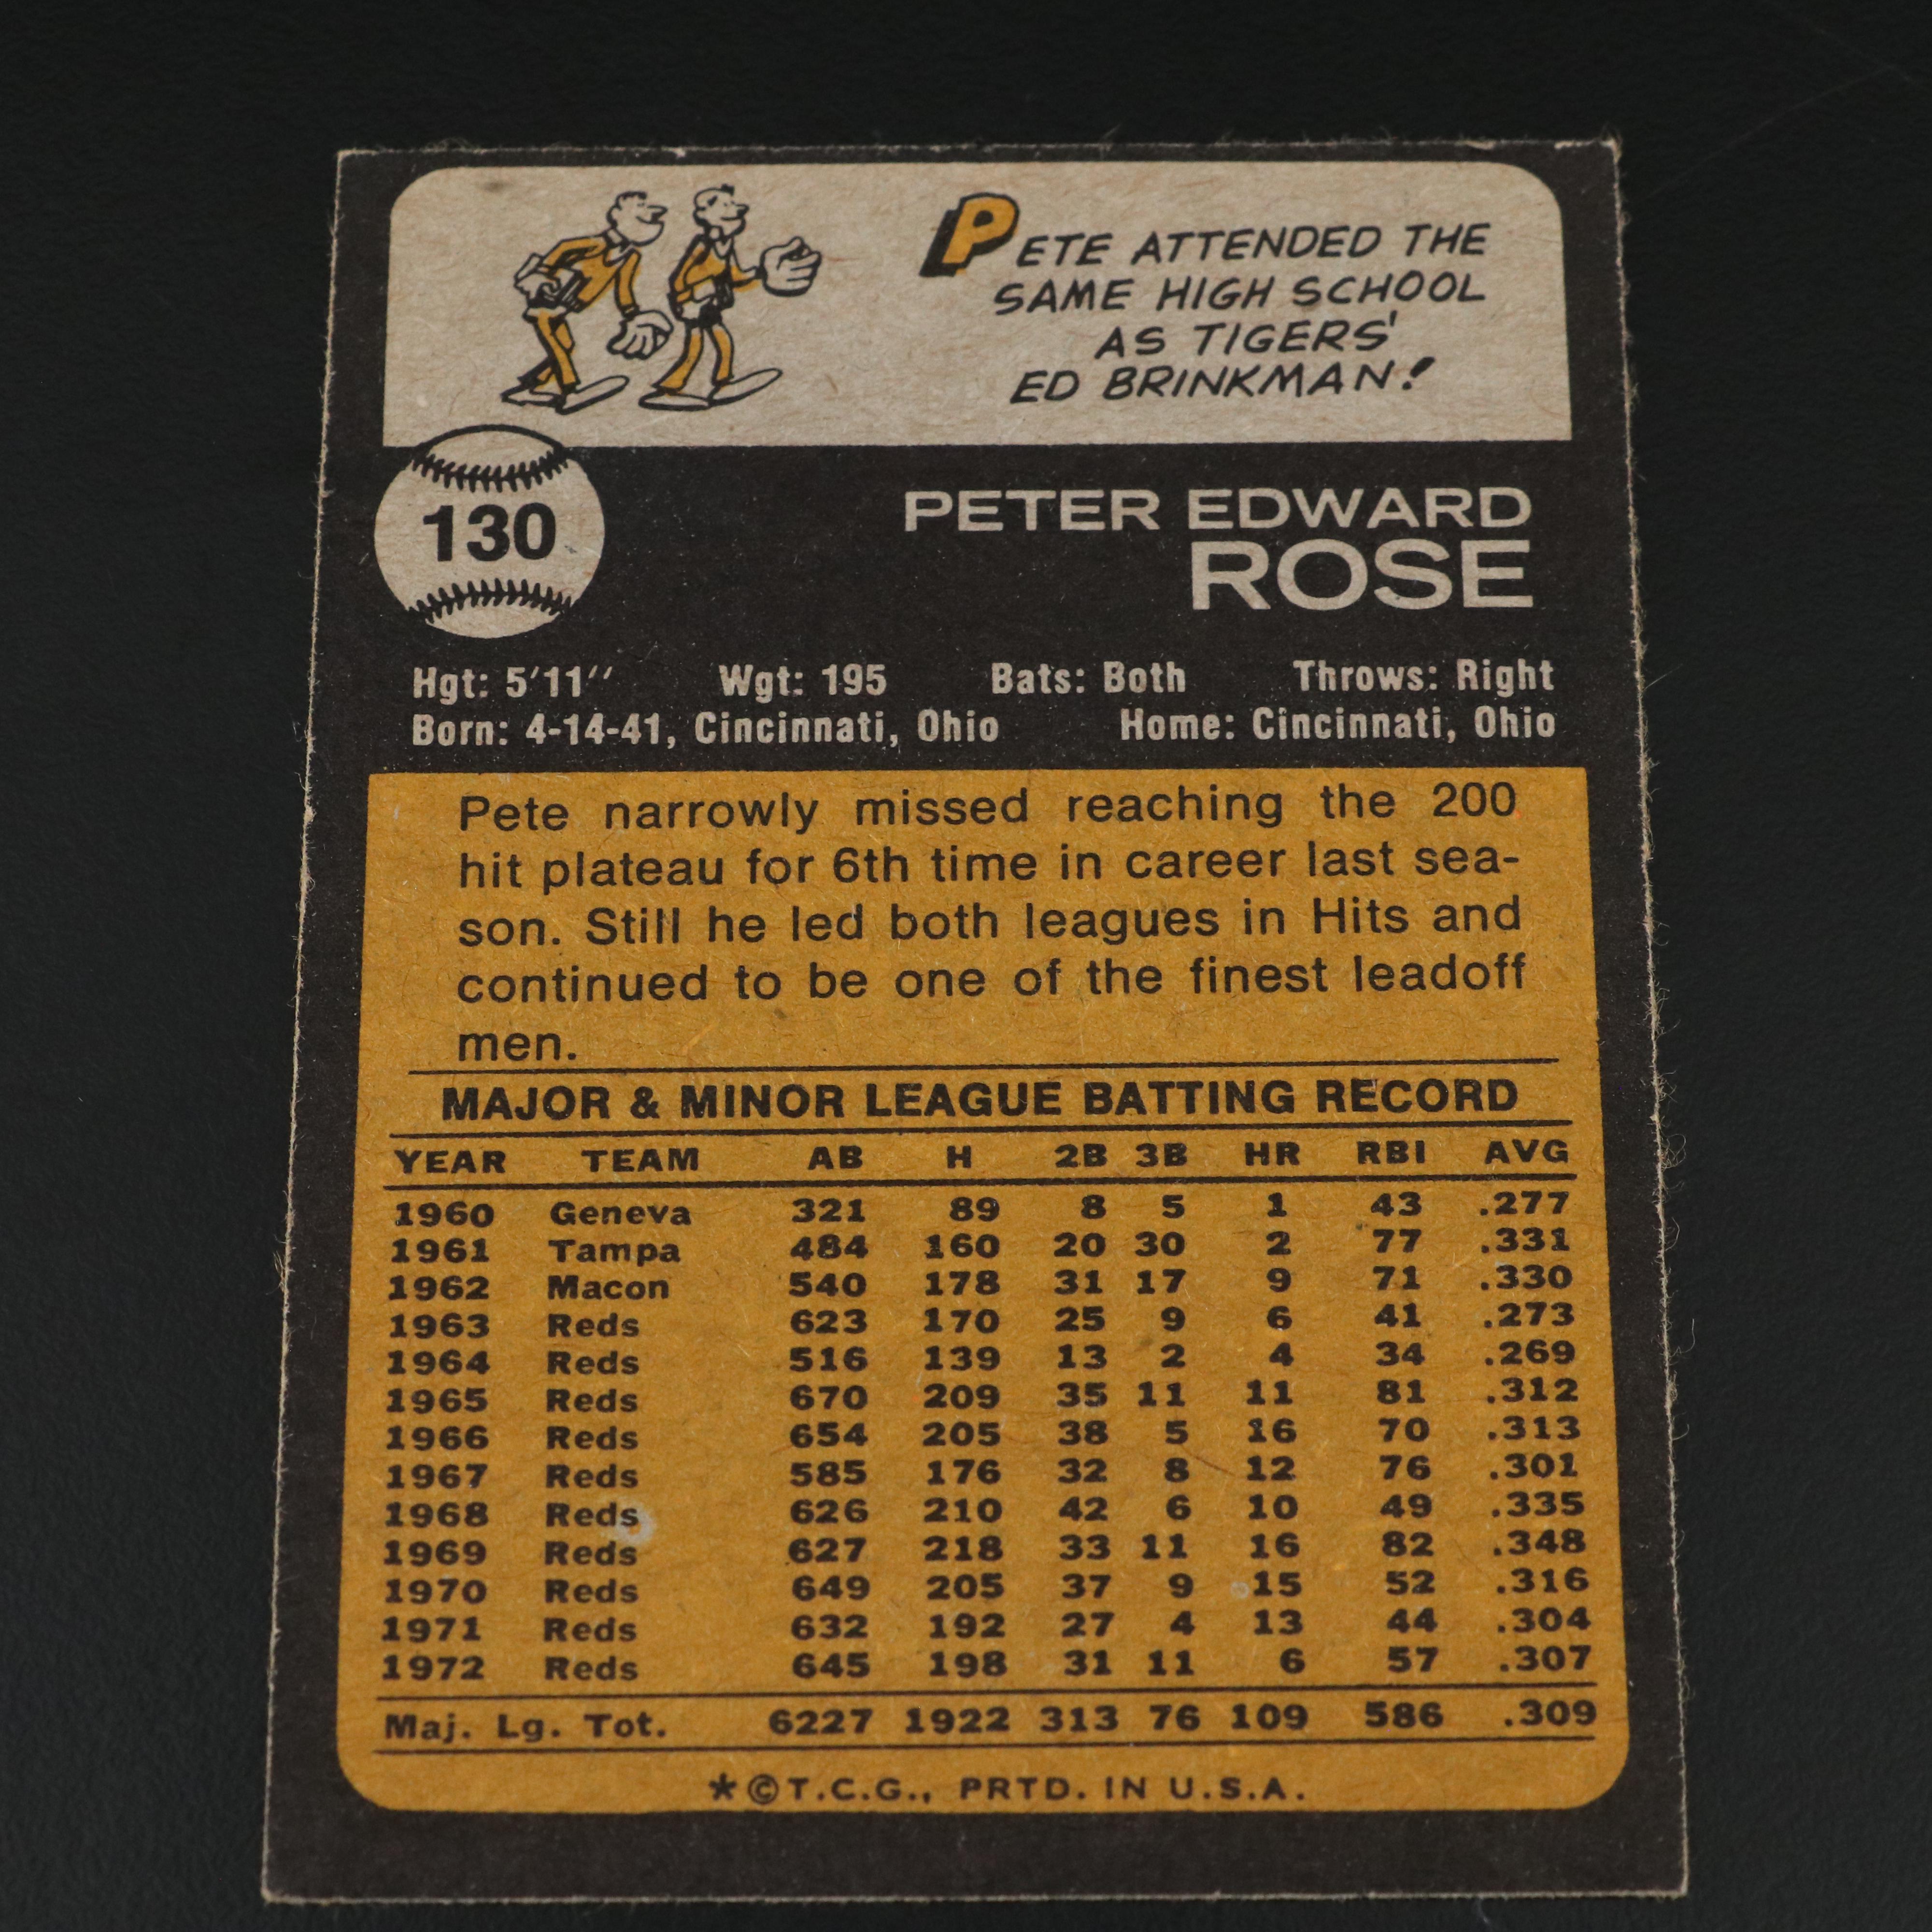 PETE ATTENDED THE
SAME HIGH SCHOOL
AS TIGERS'
ED BRINKMAN!
130
PETER EDWARD
ROSE
Hgt: 5'11'' Wgt: 195 Bats: Both Throws: Right
Born: 4-14-41, Cincinnati, Ohio Home: Cincinnati, Ohio
Pete narrowly missed reaching the 200
hit plateau for 6th time in career last sea-
son. Still he led both leagues in Hits and
continued to be one of the finest leadoff
men.
MAJOR & MINOR LEAGUE BATTING RECORD
YEAR TEAM AB H 2B 3B HR RBI AVG
1960 Geneva 321 89 8 5 1 43 .277
1961 Tampa 484 160 20 30 2 77 .331
1962 Macon 540 178 31 17 9 71 .330
1963 Reds 623 170 25 9 6 41 .273
1964 Reds 516 139 13 2 4 34 .269
1965 Reds 670 209 35 11 11 81 .312
1966 Reds 654 205 38 5 16 70 .313
1967 Reds 585 176 32 8 12 76 .301
1968 Reds 626 210 42 6 10 49 .335
1969 Reds 627 218 33 11 16 82 .348
1970 Reds 649 205 37 9 15 52 .316
1971 Reds 632 192 27 4 13 44 .304
1972 Reds 645 198 31 11 6 57 .307
Maj. Lg. Tot. 6227 1922 313 76 109 586 .309
*©T.C.G., PRTD. IN U.S.A.